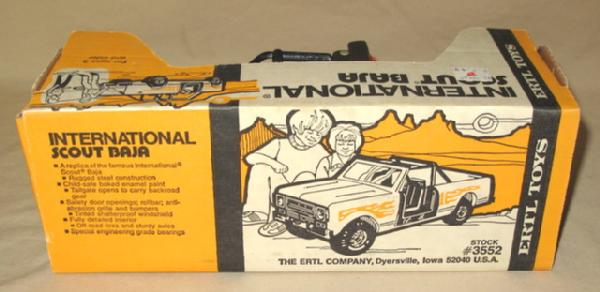 INTERNATIONAL®
SCOUT® BAJA
ERTL TOYS
INTERNATIONAL
SCOUT BAJA
A replica of the famous International®
Scout® Baja
Rugged steel construction
Child-safe baked enamel paint
Tailgate opens to carry backroad
gear
Safety door openings; rollbar; anti-
abrasion grille and bumpers
Tinted shatterproof windshield
Fully detailed interior
Off-road tires and sturdy axles
Special engineering grade bearings
STOCK
#3552
THE ERTL COMPANY, Dyersville, Iowa 52040 U.S.A.
ERTL TOYS